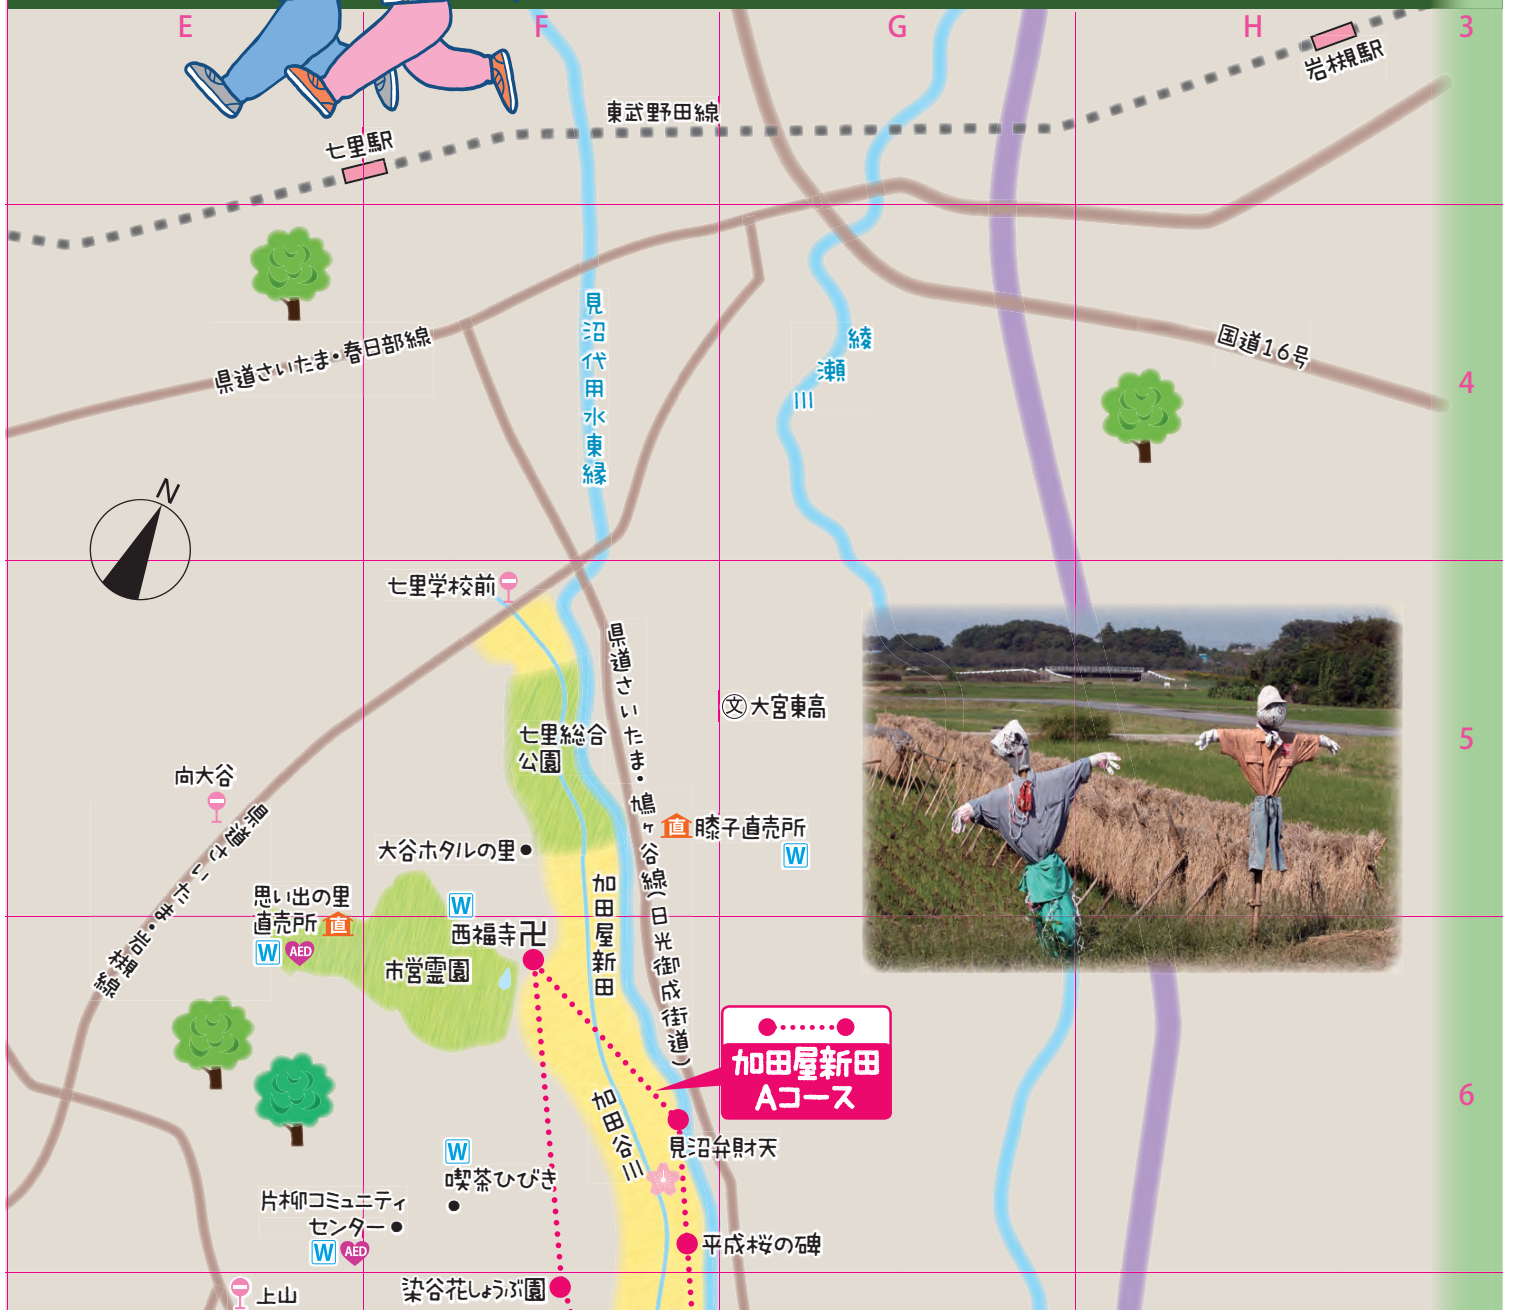 E
F
G
H
3
岩槻駅
東武野田線
七里駅
見沼代用水東縁
県道さいたま・春日部線
綾瀬川
国道16号
4
N
七里学校前
県道さいたま・鳩ヶ谷線(日光御成街道)
文 大宮東高
七里総合
公園
5
向大谷
県道さいたま・岩槻線
直 膝子直売所
W
大谷ホタルの里
加田屋新田
思い出の里
直売所 直
W AED
W
西福寺卍
市営霊園
加田屋新田
Aコース
6
加田谷川
見沼弁財天
W
喫茶ひびき
片柳コミュニティ
センター
W AED
平成桜の碑
染谷花しょうぶ園
上山